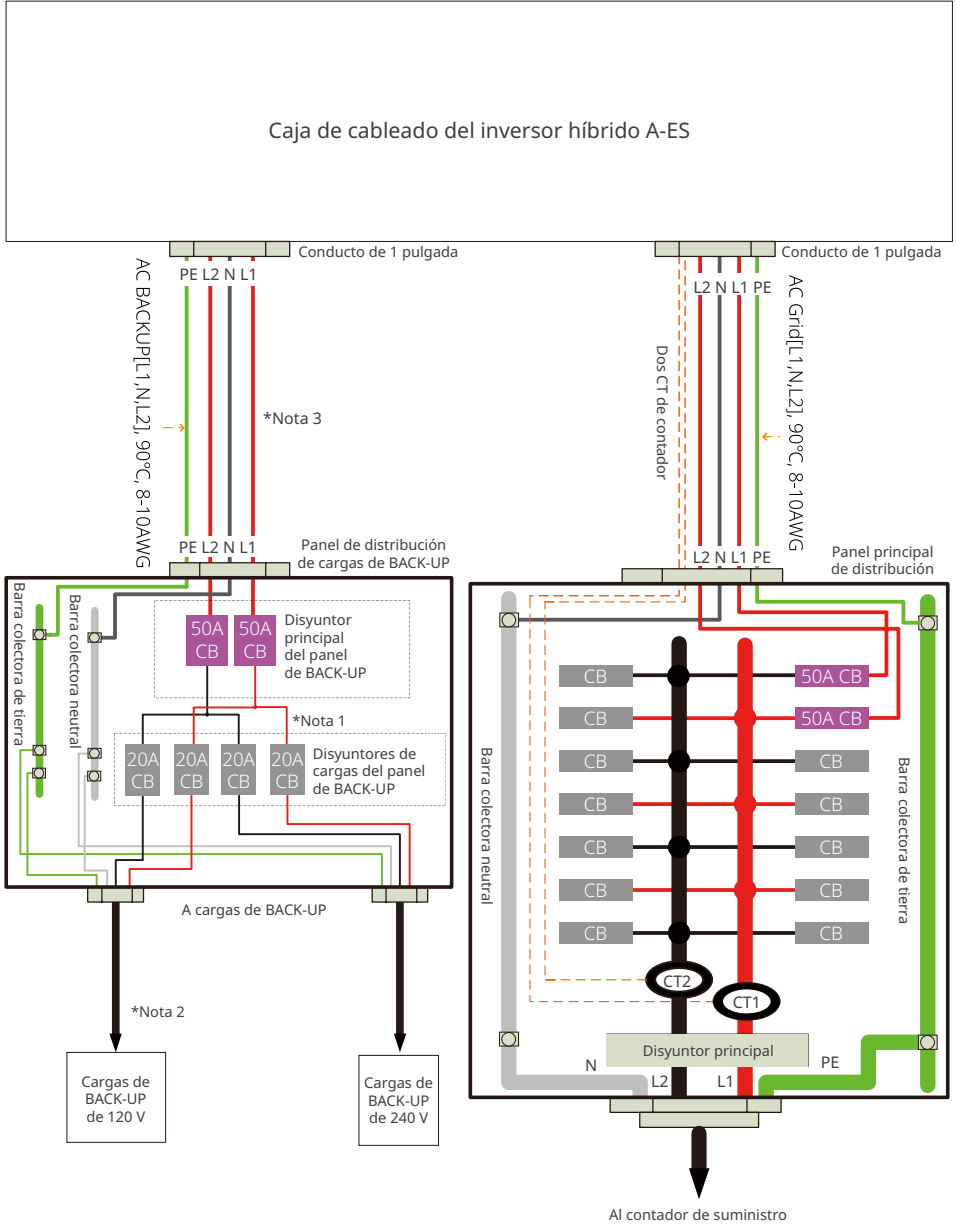 Caja de cableado del inversor híbrido A-ES
Conducto de 1 pulgada
Conducto de 1 pulgada
PE L2 N L1
L2 N L1 PE
AC BACKUP[L1,N,L2], 90°C, 8-10AWG
*Nota 3
Dos CT de contador
AC Grid[L1,N,L2], 90°C, 8-10AWG
PE L2 N L1
L2 N L1 PE
Panel de distribución
de cargas de BACK-UP
Panel principal
de distribución
Barra colectora de tierra
Barra colectora neutral
50A
CB
50A
CB
Disyuntor
principal
del panel
de BACK-UP
*Nota 1
20A
CB
20A
CB
20A
CB
20A
CB
Disyuntores de
cargas del panel
de BACK-UP
A cargas de BACK-UP
*Nota 2
Cargas de
BACK-UP
de 120 V
Cargas de
BACK-UP
de 240 V
Barra colectora neutral
Barra colectora de tierra
CB
50A CB
CB
50A CB
CB
CB
CB
CB
CB
CB
CB
CB
CB
CB
CT2
CT1
Disyuntor principal
N
L2
L1
PE
Al contador de suministro